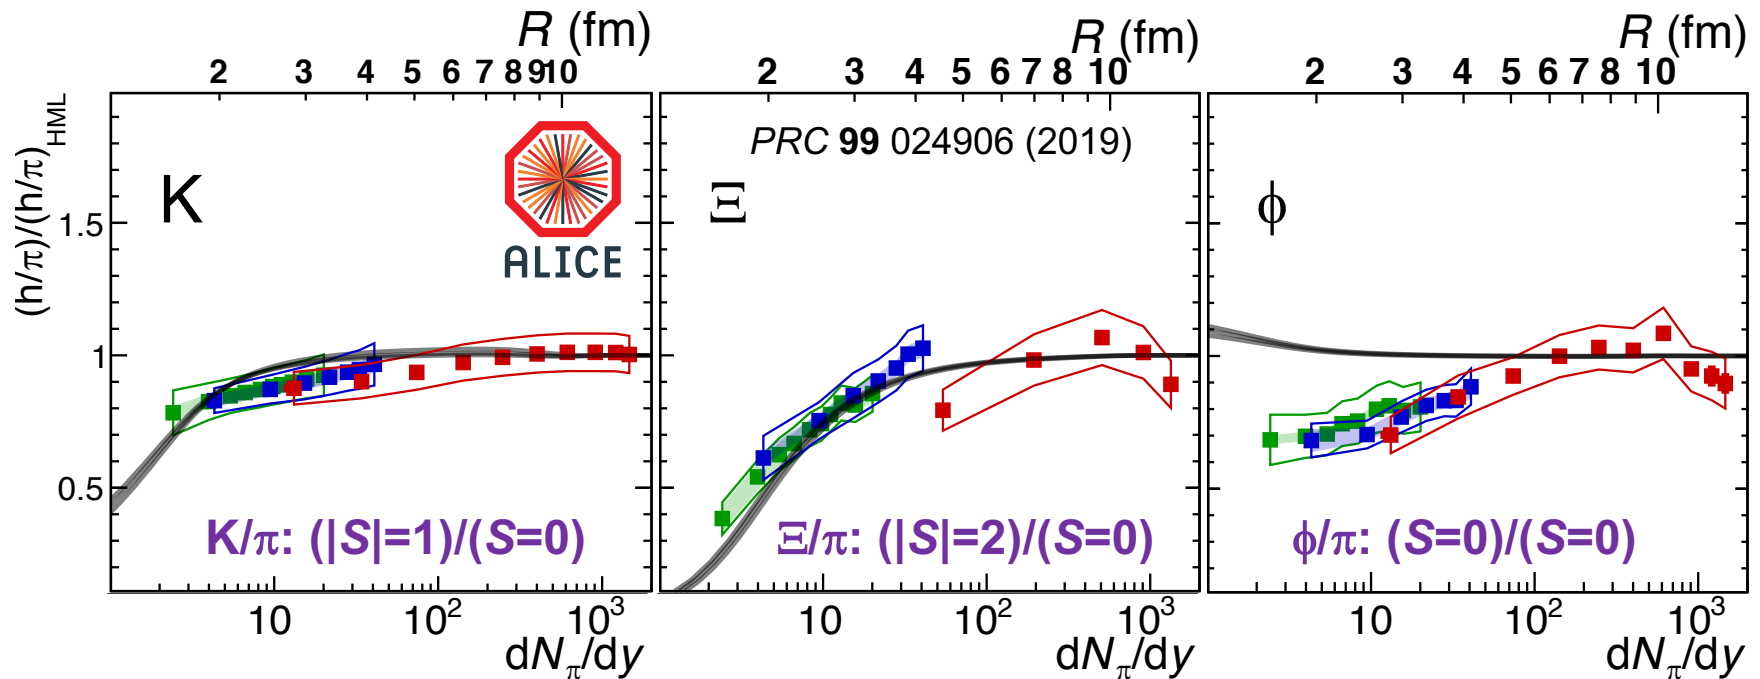 R (fm)
2 3 4 5 6 7 8 9 10
R (fm)
2 3 4 5 6 7 8 10
R (fm)
2 3 4 5 6 7 8 10
(h/π)/(h/π)HML
K
ALICE
PRC 99 024906 (2019)
Ξ
ϕ
1.5
1
0.5
K/π: (|S|=1)/(S=0)
Ξ/π: (|S|=2)/(S=0)
ϕ/π: (S=0)/(S=0)
10 10² 10³
10 10² 10³
10 10² 10³
dNπ/dy
dNπ/dy
dNπ/dy